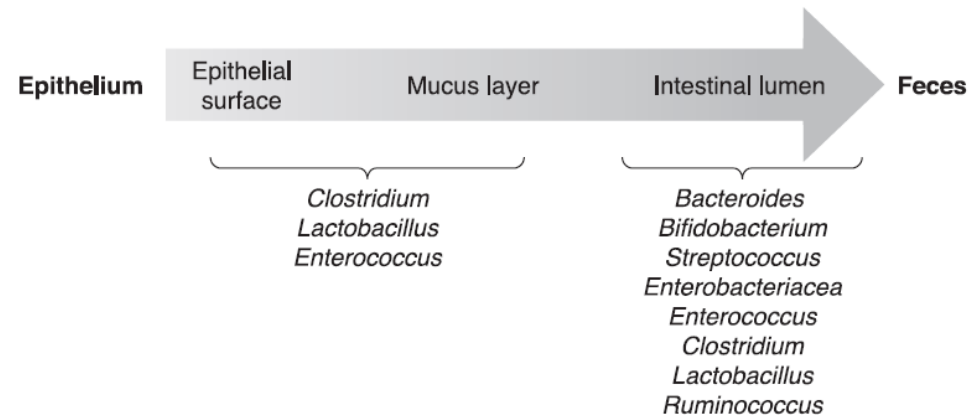 Epithelium
Epithelial
surface
Mucus layer
Intestinal lumen
Feces
Clostridium
Lactobacillus
Enterococcus
Bacteroides
Bifidobacterium
Streptococcus
Enterobacteriacea
Enterococcus
Clostridium
Lactobacillus
Ruminococcus